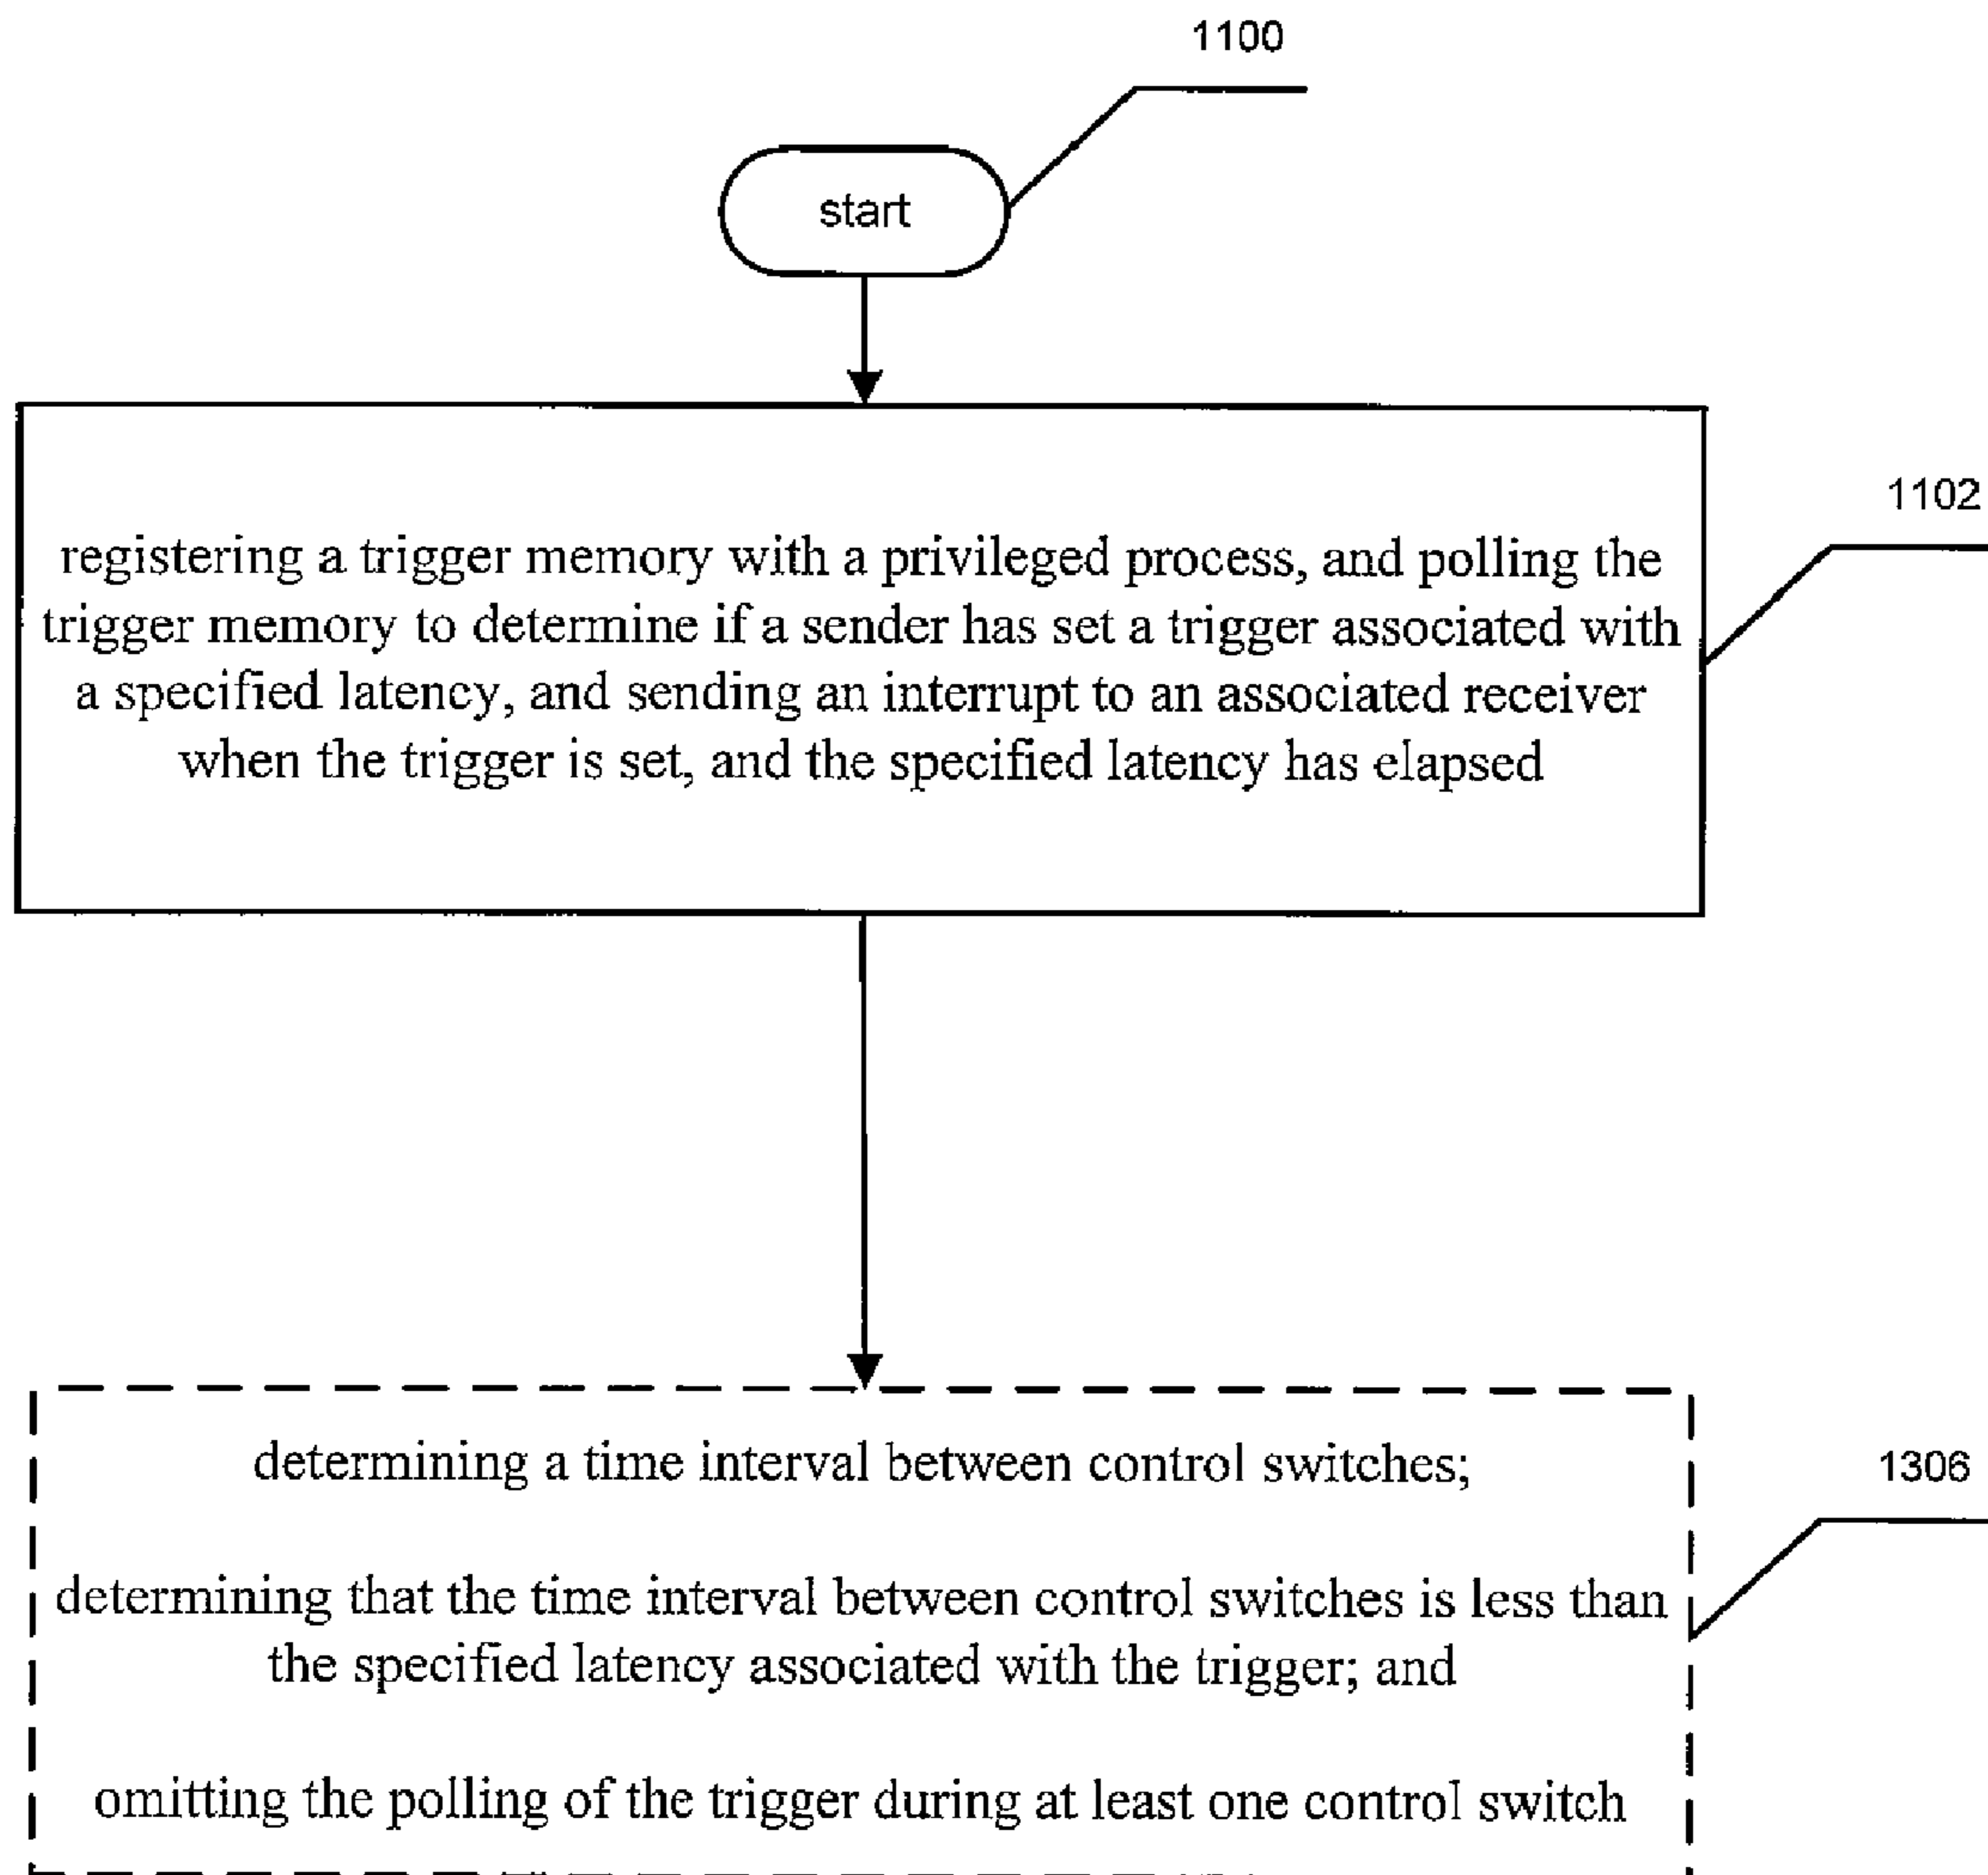 1100
start
1102
registering a trigger memory with a privileged process, and polling the
trigger memory to determine if a sender has set a trigger associated with
a specified latency, and sending an interrupt to an associated receiver
when the trigger is set, and the specified latency has elapsed
determining a time interval between control switches;
1306
determining that the time interval between control switches is less than
the specified latency associated with the trigger; and
omitting the polling of the trigger during at least one control switch